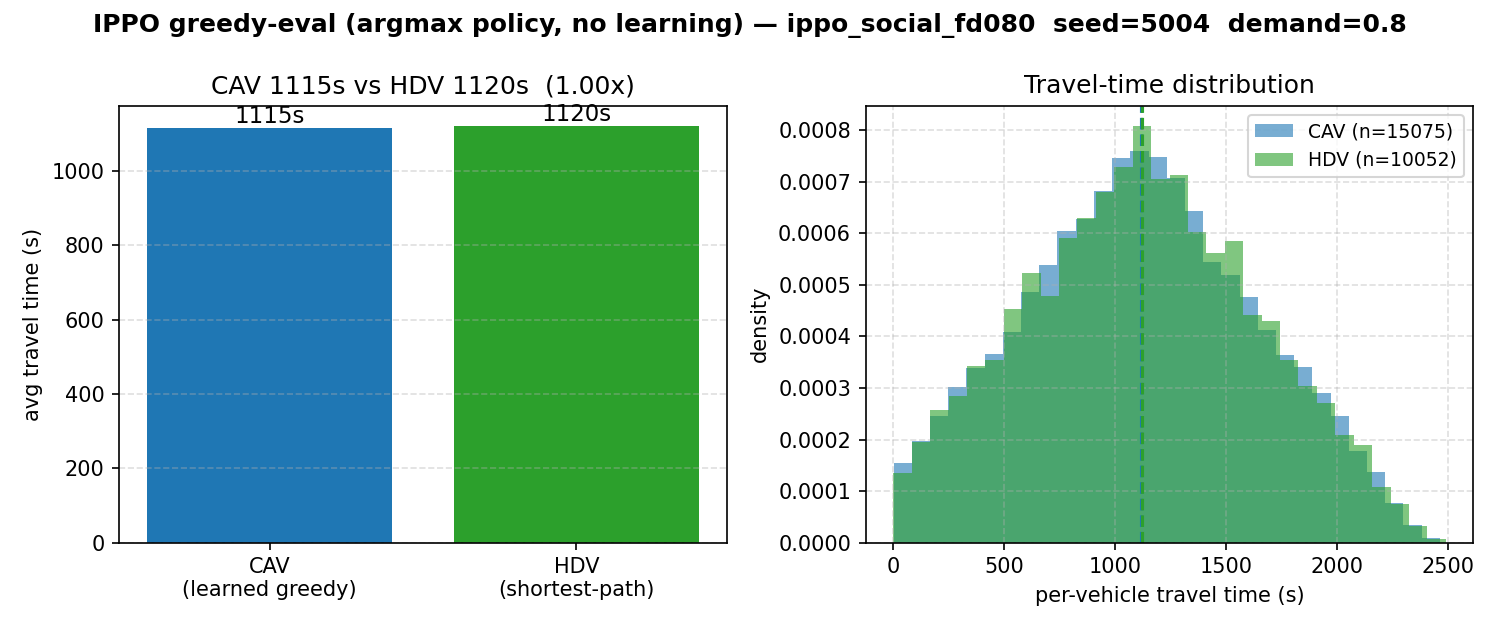 IPPO greedy-eval (argmax policy, no learning) — ippo_social_fd080  seed=5004  demand=0.8
CAV 1115s vs HDV 1120s  (1.00x)
1115s
1120s
avg travel time (s)
1000
800
600
400
200
0
CAV
(learned greedy)
HDV
(shortest-path)
Travel-time distribution
CAV (n=15075)
HDV (n=10052)
density
0.0008
0.0007
0.0006
0.0005
0.0004
0.0003
0.0002
0.0001
0.0000
0
500
1000
1500
2000
2500
per-vehicle travel time (s)